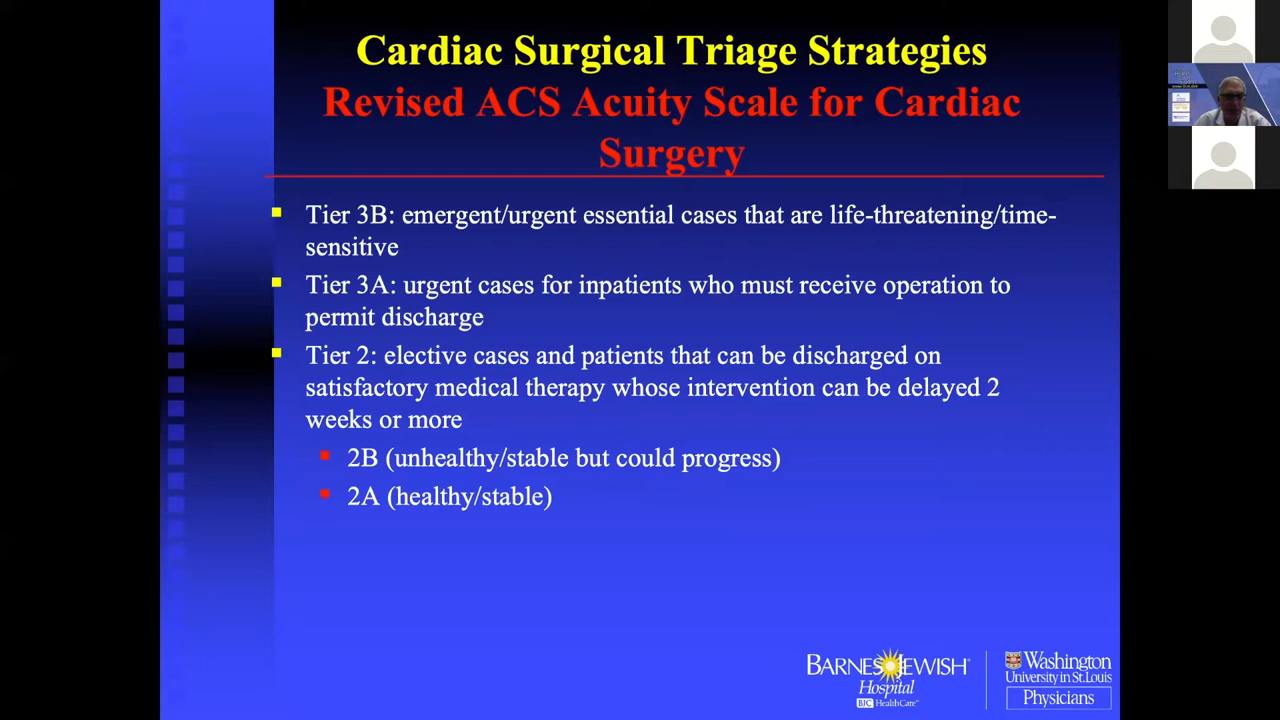 Cardiac Surgical Triage Strategies
Revised ACS Acuity Scale for Cardiac
Surgery
Tier 3B: emergent/urgent essential cases that are life-threatening/time-
sensitive
Tier 3A: urgent cases for inpatients who must receive operation to
permit discharge
Tier 2: elective cases and patients that can be discharged on
satisfactory medical therapy whose intervention can be delayed 2
weeks or more
2B (unhealthy/stable but could progress)
2A (healthy/stable)
BARNES JEWISH
Hospital
BJC HealthCare
Washington
University in St. Louis
Physicians